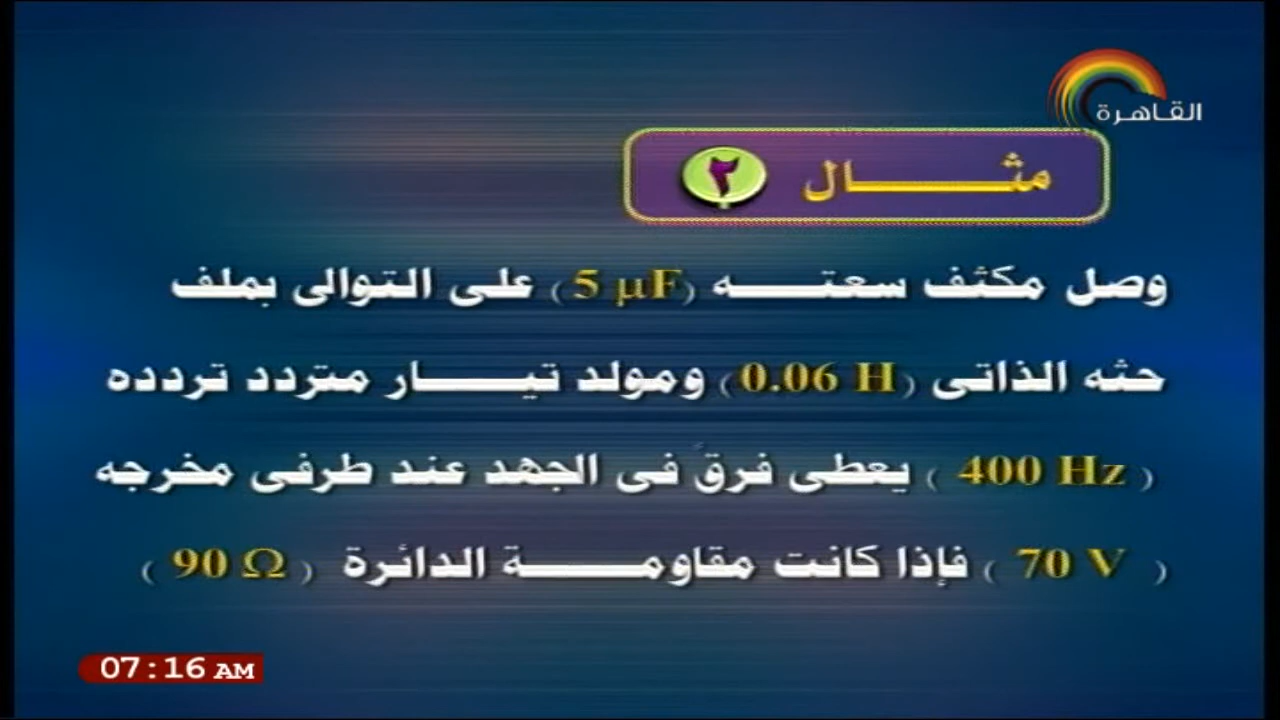 القاهرة
مثال ٢
وصل مكثف سعته (5 μF) على التوالى بملف
حثه الذاتى (0.06 H) ومولد تيار متردد تردده
(400 Hz) يعطى فرقً فى الجهد عند طرفى مخرجه
(70 V) فإذا كانت مقاومة الدائرة (90 Ω)
07:16 AM